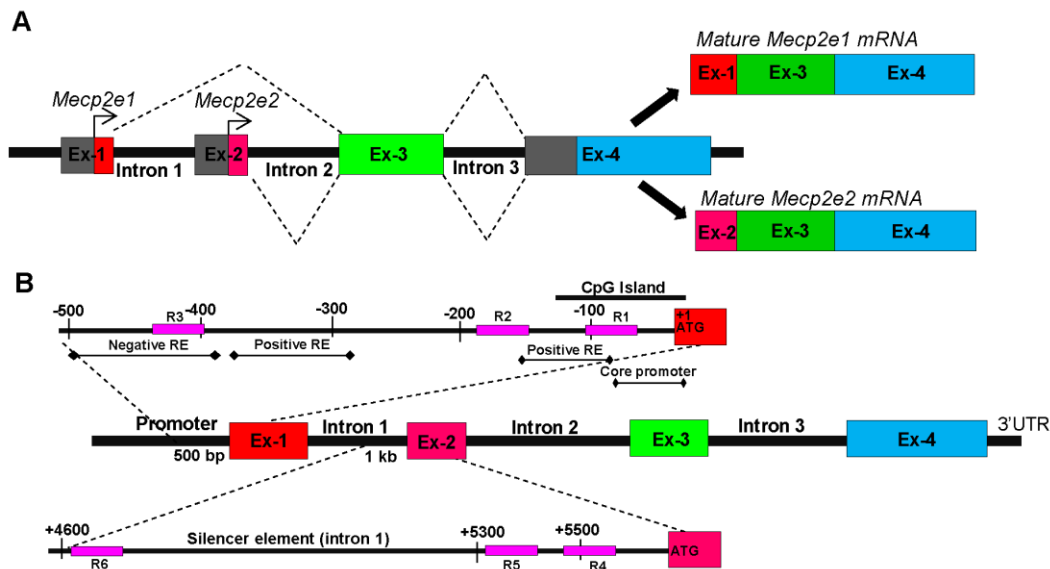 A
Mature Mecp2e1 mRNA
Ex-1 Ex-3 Ex-4
Mecp2e1 Mecp2e2
Ex-1 Ex-2 Ex-3 Ex-4
Intron 1 Intron 2 Intron 3
Mature Mecp2e2 mRNA
Ex-2 Ex-3 Ex-4
B
CpG Island
-500 -400 -300 -200 -100 +1
R3 R2 R1 ATG
Negative RE Positive RE Positive RE
Core promoter
Promoter Intron 1 Intron 2 Intron 3 3'UTR
Ex-1 Ex-2 Ex-3 Ex-4
500 bp 1 kb
+4600 +5300 +5500
Silencer element (intron 1) ATG
R6 R5 R4